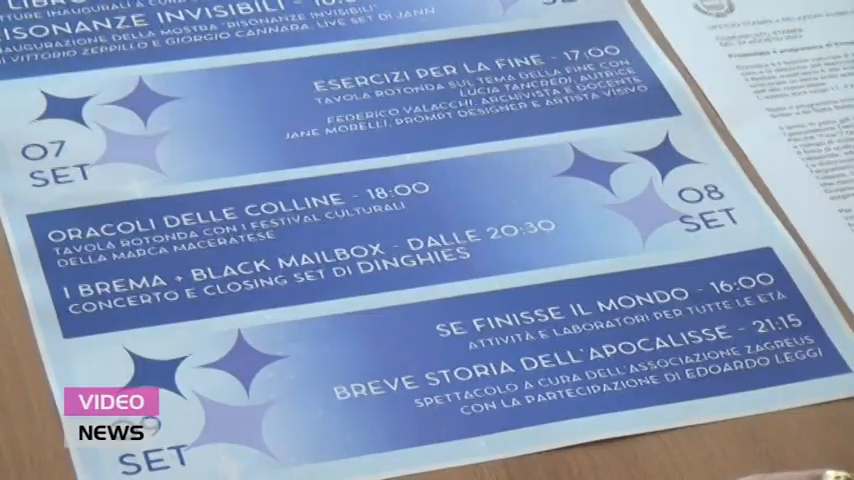 RISONANZE INVISIBILI
INAUGURAZIONE DELLA MOSTRA "RISONANZE INVISIBILI"
DI VITTORIO ZEPPILLO E GIORGIO CANNARA. LIVE SET DI JANN
SET
ESERCIZI PER LA FINE - 17:00
TAVOLA ROTONDA SUL TEMA DELLA FINE CON
LUCIA TANCREDI, AUTRICE
FEDERICO VALACCHI, ARCHIVISTA E DOCENTE
JANE MORELLI, PROMPT DESIGNER E ARTISTA VISIVO
07
SET
ORACOLI DELLE COLLINE - 18:00
TAVOLA ROTONDA CON I FESTIVAL CULTURALI
DELLA MARCA MACERATESE
I BREMA + BLACK MAILBOX - DALLE 20:30
CONCERTO E CLOSING SET DI DINGHIES
08
SET
SE FINISSE IL MONDO - 16:00
ATTIVITÀ E LABORATORI PER TUTTE LE ETÀ
BREVE STORIA DELL'APOCALISSE - 21:15
SPETTACOLO A CURA DELL'ASSOCIAZIONE ZAGREUS
CON LA PARTECIPAZIONE DI EDOARDO LEGGI
09
SET
VIDEO
NEWS